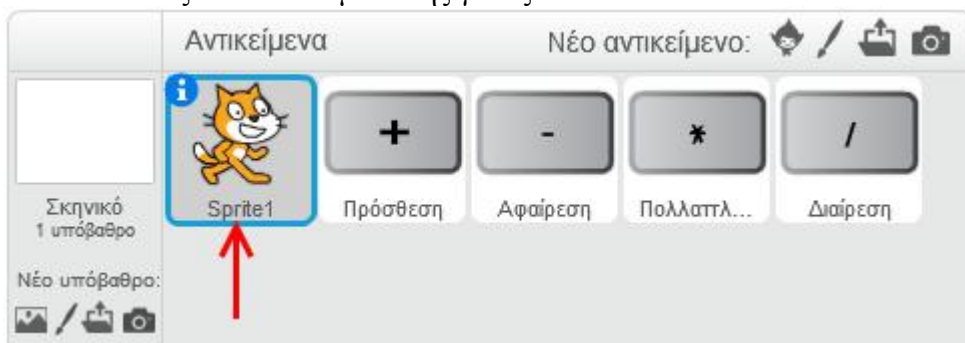 Αντικείμενα
Νέο αντικείμενο:
+
-
*
/
Sprite1
Πρόσθεση
Αφαίρεση
Πολλαπλ...
Διαίρεση
Σκηνικό
1 υπόβαθρο
Νέο υπόβαθρο: